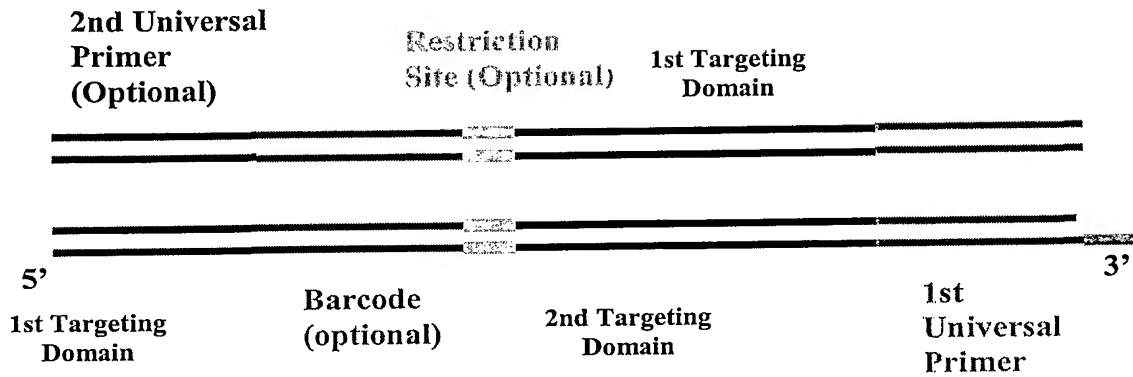 2nd Universal
Primer
(Optional)
Restriction
Site (Optional)
1st Targeting
Domain
5’
3’
1st Targeting
Domain
Barcode
(optional)
2nd Targeting
Domain
1st
Universal
Primer